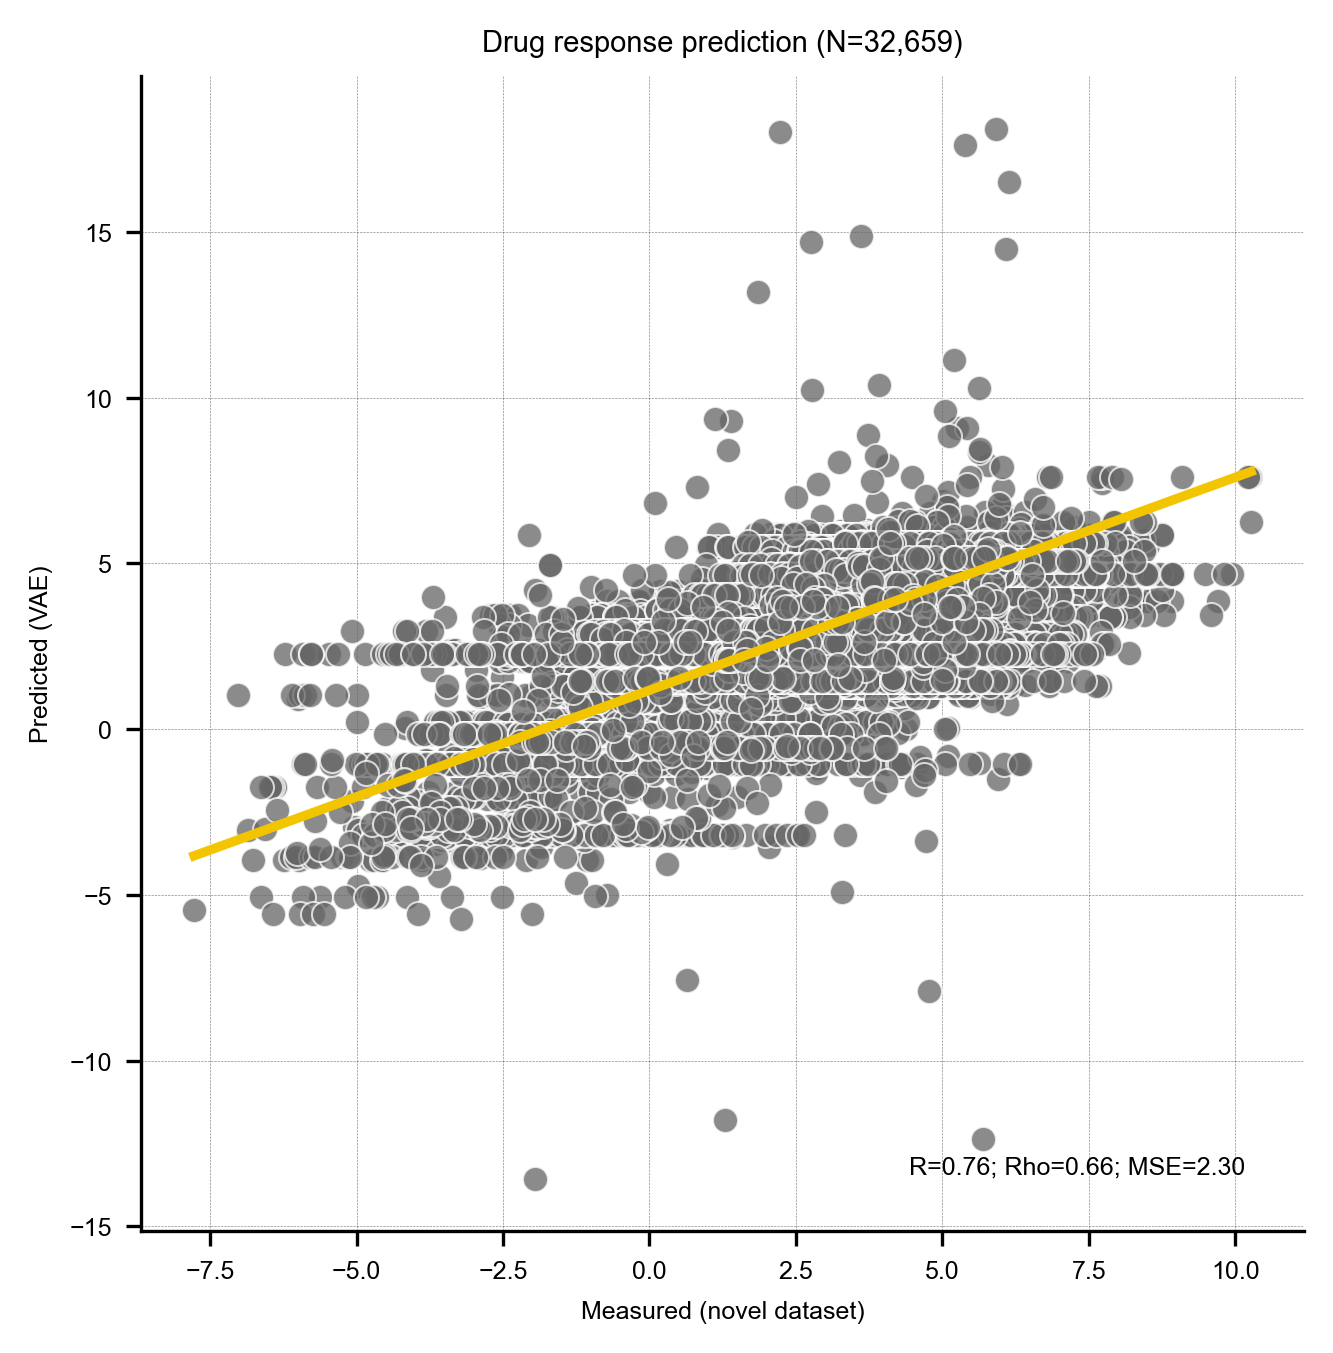 Drug response prediction (N=32,659)
Predicted (VAE)
15
10
5
0
−5
−10
−15
R=0.76; Rho=0.66; MSE=2.30
−7.5 −5.0 −2.5 0.0 2.5 5.0 7.5 10.0
Measured (novel dataset)